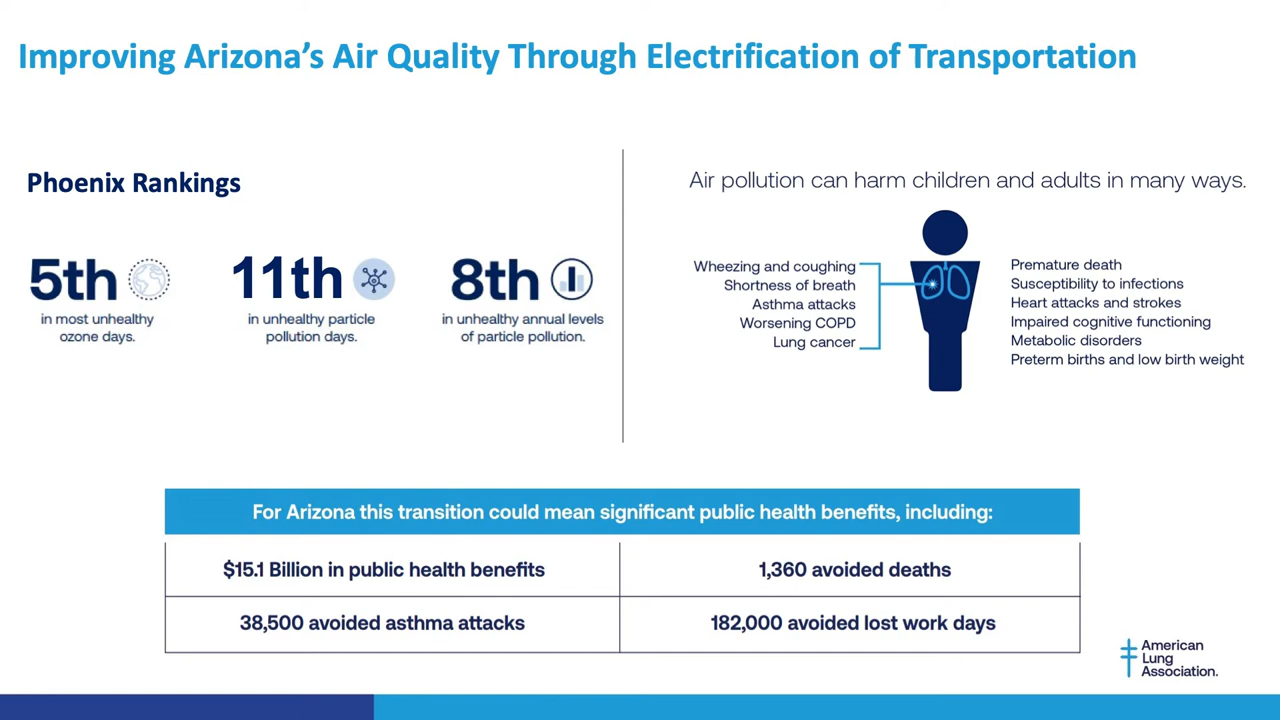 Improving Arizona's Air Quality Through Electrification of Transportation
Phoenix Rankings
5th
in most unhealthy
ozone days.
11th
in unhealthy particle
pollution days.
8th
in unhealthy annual levels
of particle pollution.
Air pollution can harm children and adults in many ways.
Wheezing and coughing
Shortness of breath
Asthma attacks
Worsening COPD
Lung cancer
Premature death
Susceptibility to infections
Heart attacks and strokes
Impaired cognitive functioning
Metabolic disorders
Preterm births and low birth weight
For Arizona this transition could mean significant public health benefits, including:
$15.1 Billion in public health benefits
1,360 avoided deaths
38,500 avoided asthma attacks
182,000 avoided lost work days
American
Lung
Association.